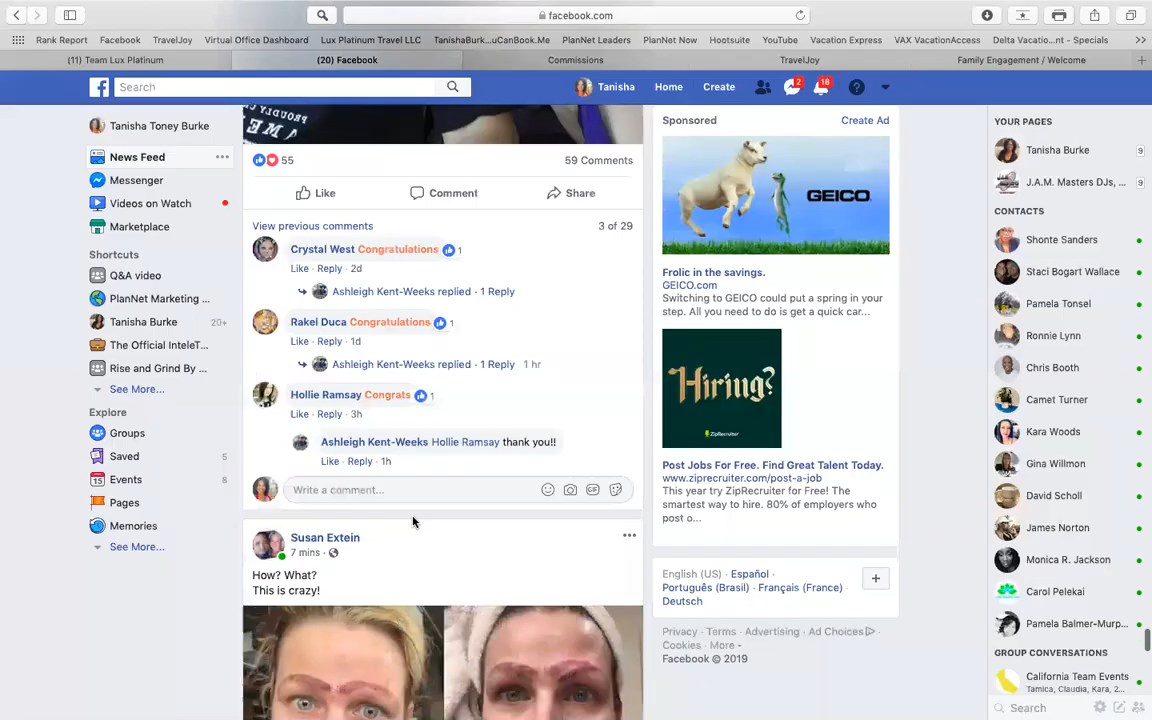 facebook.com
Rank Report Facebook TravelJoy Virtual Office Dashboard Lux Platinum Travel LLC TanishaBurk...uCanBook.Me PlanNet Leaders PlanNet Now Hootsuite YouTube Vacation Express VAX VacationAccess Delta Vacatio...nt - Specials >>
(11) Team Lux Platinum (20) Facebook Commissions TravelJoy Family Engagement / Welcome
Search Tanisha Home Create 2 18
Tanisha Toney Burke
News Feed
Messenger
Videos on Watch
Marketplace
Shortcuts
Q&A video
PlanNet Marketing ...
Tanisha Burke 20+
The Official InteleT...
Rise and Grind By ...
See More...
Explore
Groups
Saved 5
Events 8
Pages
Memories
See More...
PROUDLY C
AME
55 59 Comments
Like Comment Share
View previous comments 3 of 29
Crystal West Congratulations 1
Like · Reply · 2d
Ashleigh Kent-Weeks replied · 1 Reply
Rakel Duca Congratulations 1
Like · Reply · 1d
Ashleigh Kent-Weeks replied · 1 Reply 1 hr
Hollie Ramsay Congrats 1
Like · Reply · 3h
Ashleigh Kent-Weeks Hollie Ramsay thank you!!
Like · Reply · 1h
Write a comment...
GIF
Susan Extein
7 mins ·
How? What?
This is crazy!
Sponsored Create Ad
GEICO
Frolic in the savings.
GEICO.com
Switching to GEICO could put a spring in your
step. All you need to do is get a quick car...
Hiring?
ZipRecruiter
Post Jobs For Free. Find Great Talent Today.
www.ziprecruiter.com/post-a-job
This year try ZipRecruiter for Free! The
smartest way to hire. 80% of employers who
post o...
English (US) · Español ·
Português (Brasil) · Français (France) ·
Deutsch
Privacy · Terms · Advertising · Ad Choices ·
Cookies · More
Facebook © 2019
YOUR PAGES
Tanisha Burke 9
J.A.M. Masters DJs, ... 9
CONTACTS
Shonte Sanders
Staci Bogart Wallace
Pamela Tonsel
Ronnie Lynn
Chris Booth
Camet Turner
Kara Woods
Gina Willmon
David Scholl
James Norton
Monica R. Jackson
Carol Pelekai
Pamela Balmer-Murp...
GROUP CONVERSATIONS
California Team Events
Tamica, Claudia, Kara, 2...
Search